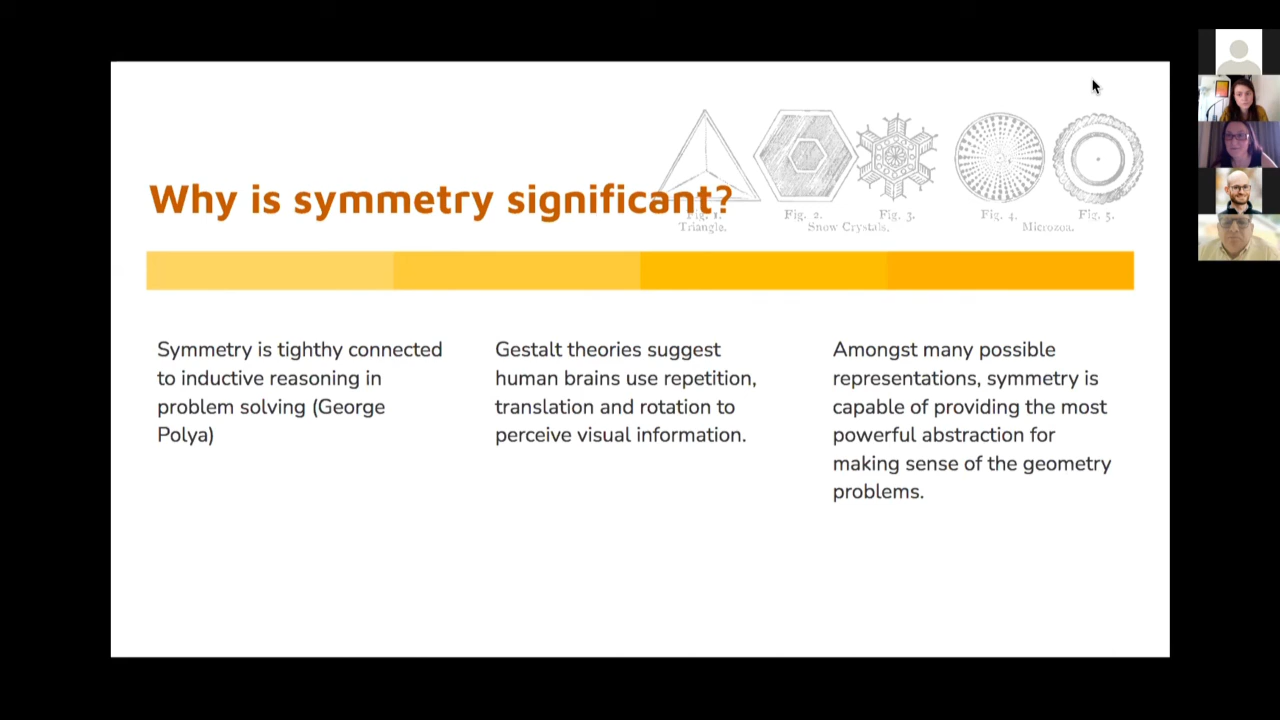 Why is symmetry significant?
Fig. 1.
Triangle.
Fig. 2.
Fig. 3.
Snow Crystals.
Fig. 4.
Fig. 5.
Microzoa.
Symmetry is tighthy connected
to inductive reasoning in
problem solving (George
Polya)
Gestalt theories suggest
human brains use repetition,
translation and rotation to
perceive visual information.
Amongst many possible
representations, symmetry is
capable of providing the most
powerful abstraction for
making sense of the geometry
problems.